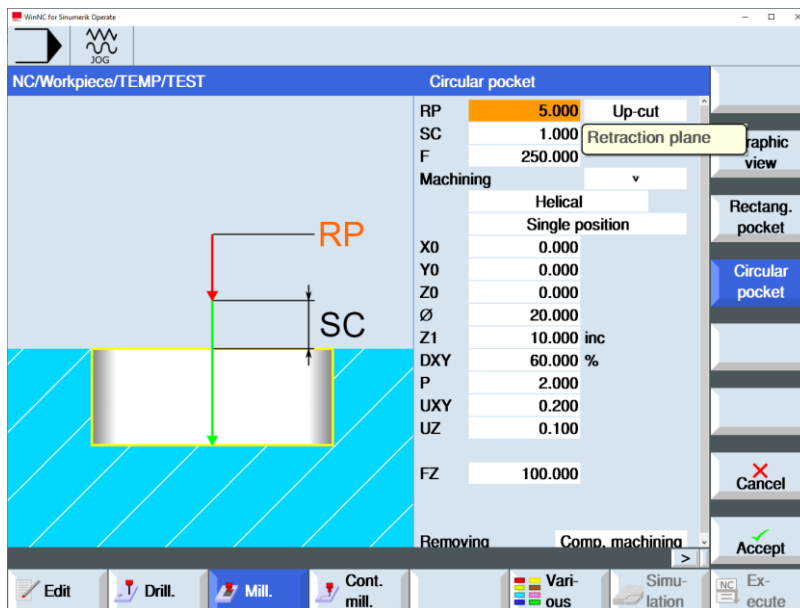 WinNC for Sinumerik Operate
JOG
NC/Workpiece/TEMP/TEST
Circular pocket
RP 5.000 Up-cut
SC 1.000
Retraction plane
F 250.000
Machining ∨
Helical
Single position
X0 0.000
Y0 0.000
Z0 0.000
Ø 20.000
Z1 10.000 inc
DXY 60.000 %
P 2.000
UXY 0.200
UZ 0.100
FZ 100.000
Removing Comp. machining
>
RP
SC
raphic
view
Rectang.
pocket
Circular
pocket
Cancel
Accept
Edit
Drill.
Mill.
Cont.
mill.
Vari-
ous
Simu-
lation
NC
Ex-
ecute